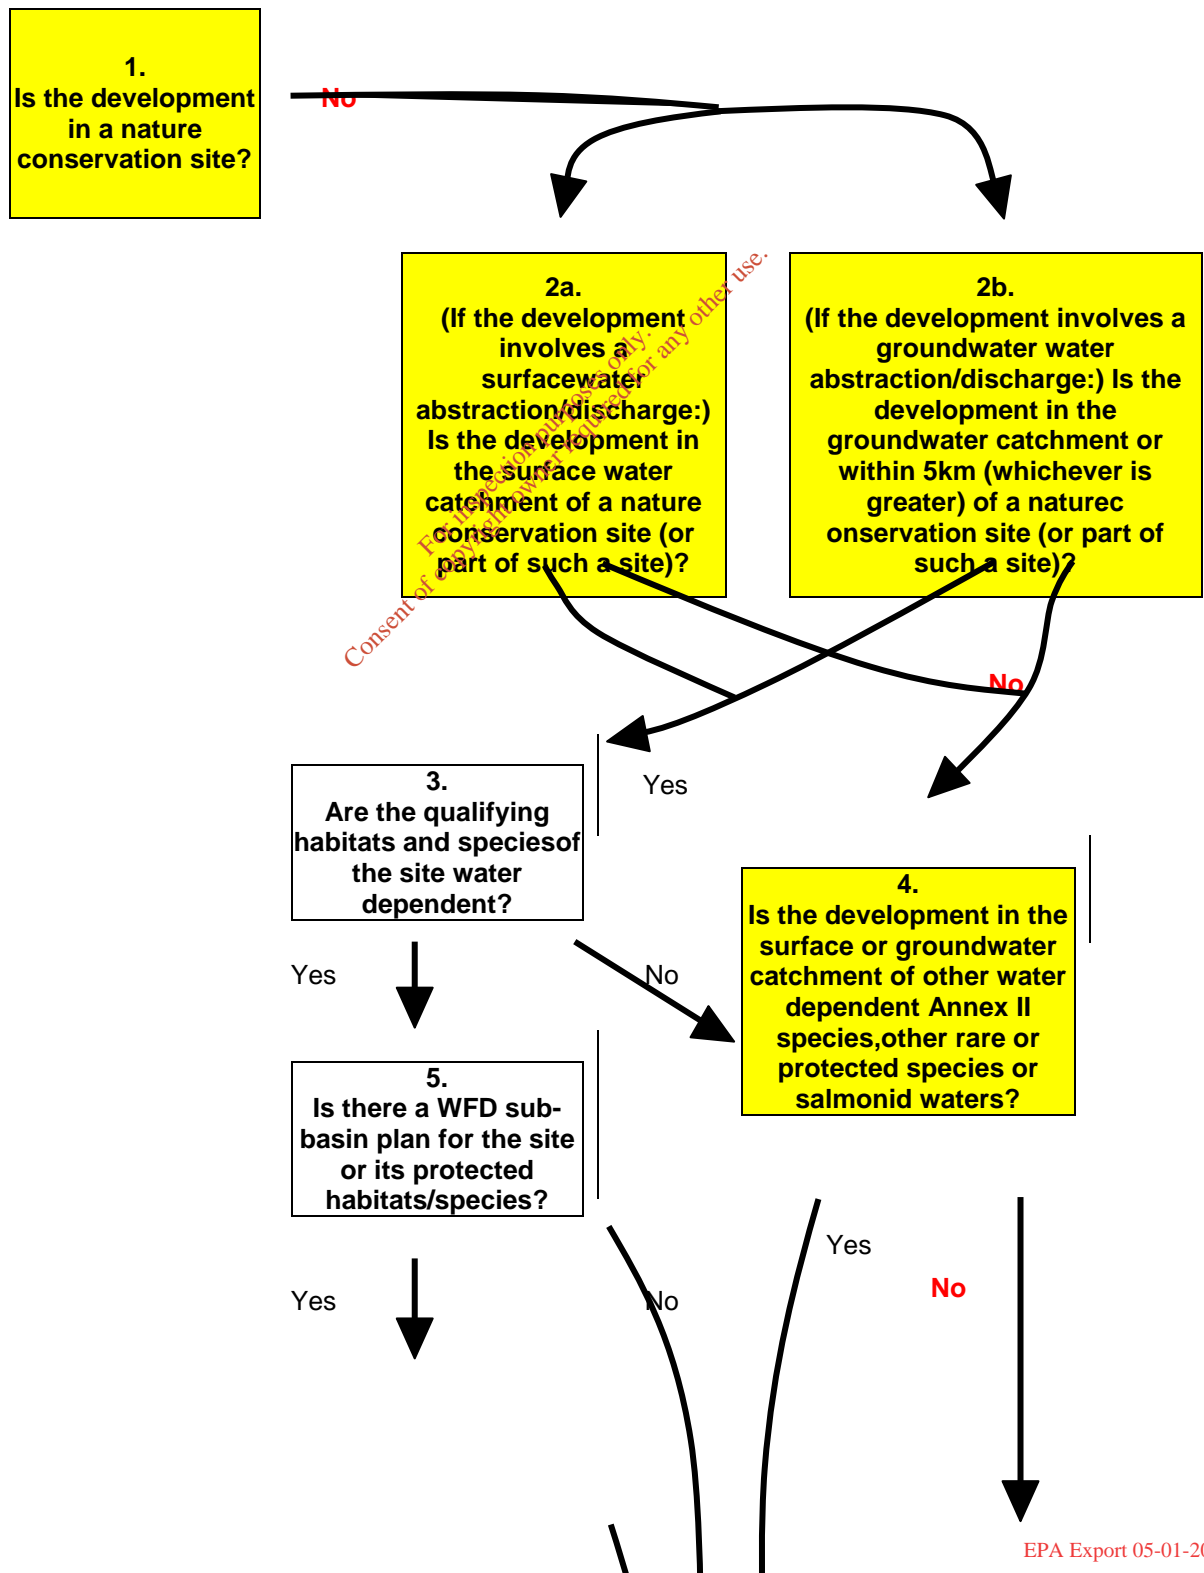 1.
Is the development
in a nature
conservation site?
No
2a.
(If the development
involves a
surfacewater
abstraction/discharge:)
Is the development in
the surface water
catchment of a nature
conservation site (or
part of such a site)?
2b.
(If the development involves a
groundwater water
abstraction/discharge:) Is the
development in the
groundwater catchment or
within 5km (whichever is
greater) of a naturec
onservation site (or part of
such a site)?
For inspection purposes only.
Consent of copyright owner required for any other use.
No
Yes
3.
Are the qualifying
habitats and speciesof
the site water
dependent?
4.
Is the development in the
surface or groundwater
catchment of other water
dependent Annex II
species,other rare or
protected species or
salmonid waters?
Yes
No
5.
Is there a WFD sub-
basin plan for the site
or its protected
habitats/species?
Yes
No
Yes
No
EPA Export 05-01-20